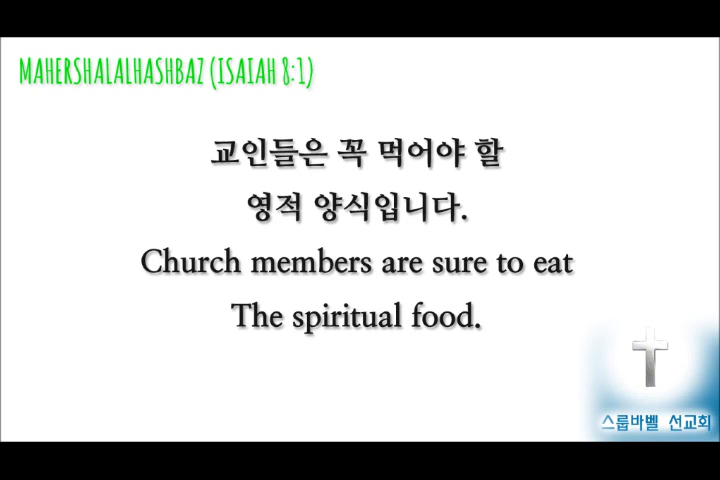 MAHERSHALALHASHBAZ (ISAIAH 8:1)
교인들은 꼭 먹어야 할
영적 양식입니다.
Church members are sure to eat
The spiritual food.
스룹바벨 선교회